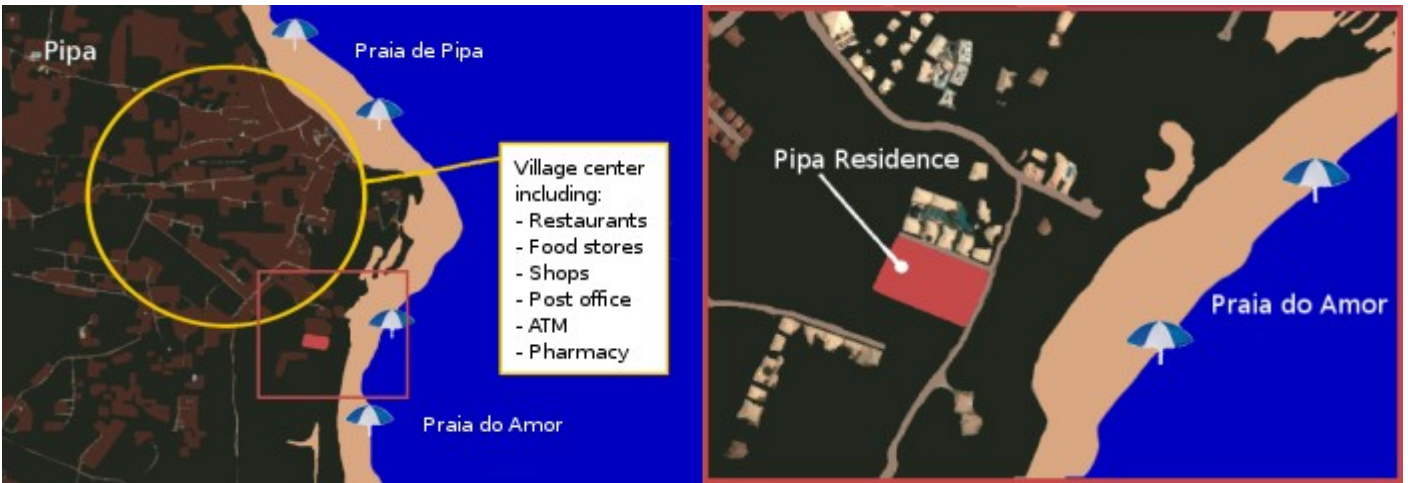 Pipa
Praia de Pipa
Village center
including:
- Restaurants
- Food stores
- Shops
- Post office
- ATM
- Pharmacy
Praia do Amor
Pipa Residence
Praia do Amor